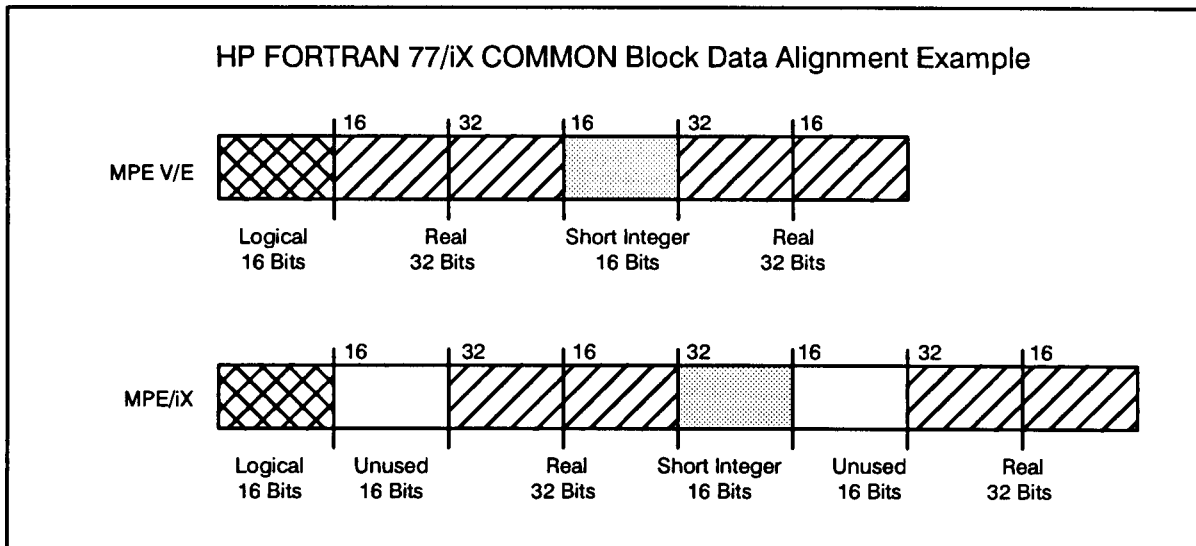 HP FORTRAN 77/iX COMMON Block Data Alignment Example
16 32 16 32 16
MPE V/E
Logical Real Short Integer Real
16 Bits 32 Bits 16 Bits 32 Bits
16 32 16 32 16 32 16
MPE/iX
Logical Unused Real Short Integer Unused Real
16 Bits 16 Bits 32 Bits 16 Bits 16 Bits 32 Bits